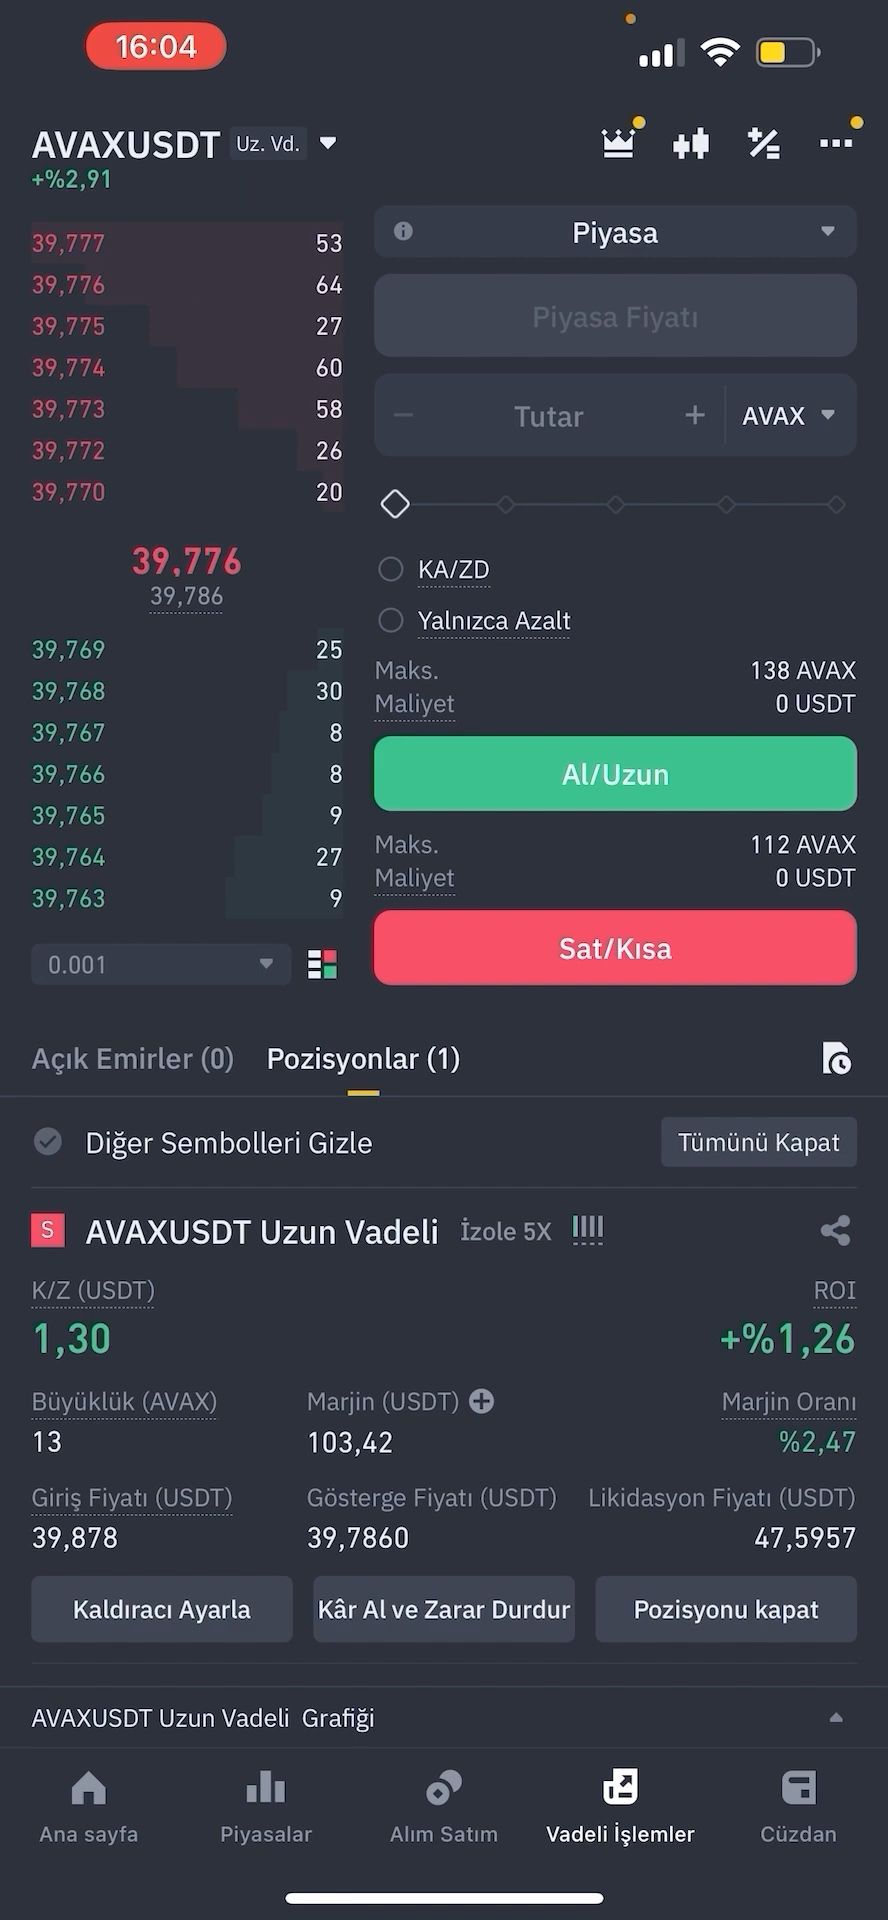 16:04
AVAXUSDT Uz. Vd.
+%2,91
39,777 53
39,776 64
39,775 27
39,774 60
39,773 58
39,772 26
39,770 20
39,776
39,786
39,769 25
39,768 30
39,767 8
39,766 8
39,765 9
39,764 27
39,763 9
0.001
Piyasa
Piyasa Fiyatı
− Tutar + AVAX
KA/ZD
Yalnızca Azalt
Maks. 138 AVAX
Maliyet 0 USDT
Al/Uzun
Maks. 112 AVAX
Maliyet 0 USDT
Sat/Kısa
Açık Emirler (0) Pozisyonlar (1)
Diğer Sembolleri Gizle Tümünü Kapat
S AVAXUSDT Uzun Vadeli İzole 5X
K/Z (USDT) ROI
1,30 +%1,26
Büyüklük (AVAX) Marjin (USDT) Marjin Oranı
13 103,42 %2,47
Giriş Fiyatı (USDT) Gösterge Fiyatı (USDT) Likidasyon Fiyatı (USDT)
39,878 39,7860 47,5957
Kaldıracı Ayarla Kâr Al ve Zarar Durdur Pozisyonu kapat
AVAXUSDT Uzun Vadeli Grafiği
Ana sayfa Piyasalar Alım Satım Vadeli İşlemler Cüzdan